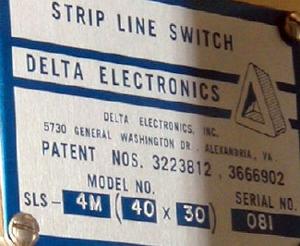 STRIP LINE SWITCH
DELTA ELECTRONICS
DELTA ELECTRONICS, INC.
5730 GENERAL WASHINGTON DR. ALEXANDRIA, VA.
PATENT NOS. 3223812, 3666902
MODEL NO.
SERIAL NO.
SLS - 4M ( 40 x 30 ) 081